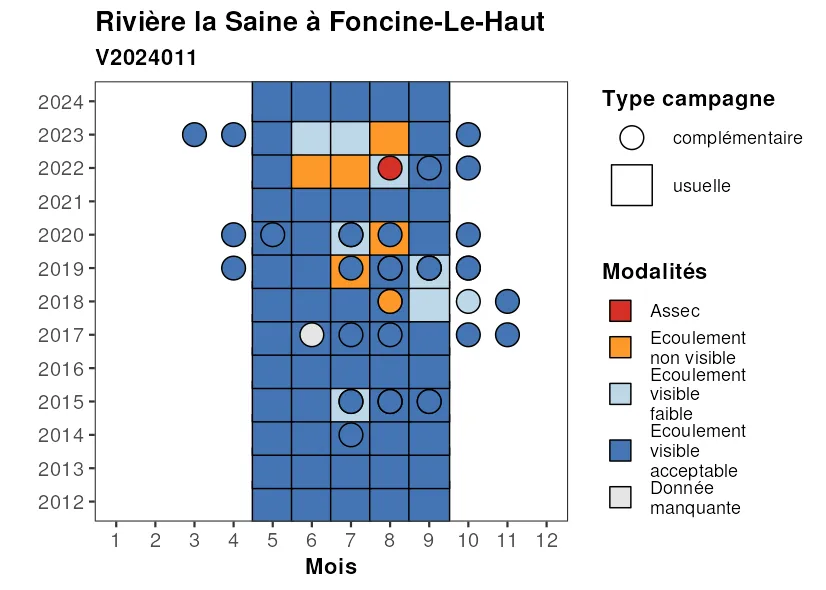 Rivière la Saine à Foncine-Le-Haut
V2024011
2024
2023
2022
2021
2020
2019
2018
2017
2016
2015
2014
2013
2012
1 2 3 4 5 6 7 8 9 10 11 12
Mois
Type campagne
complémentaire
usuelle
Modalités
Assec
Ecoulement
non visible
Ecoulement
visible
faible
Ecoulement
visible
acceptable
Donnée
manquante